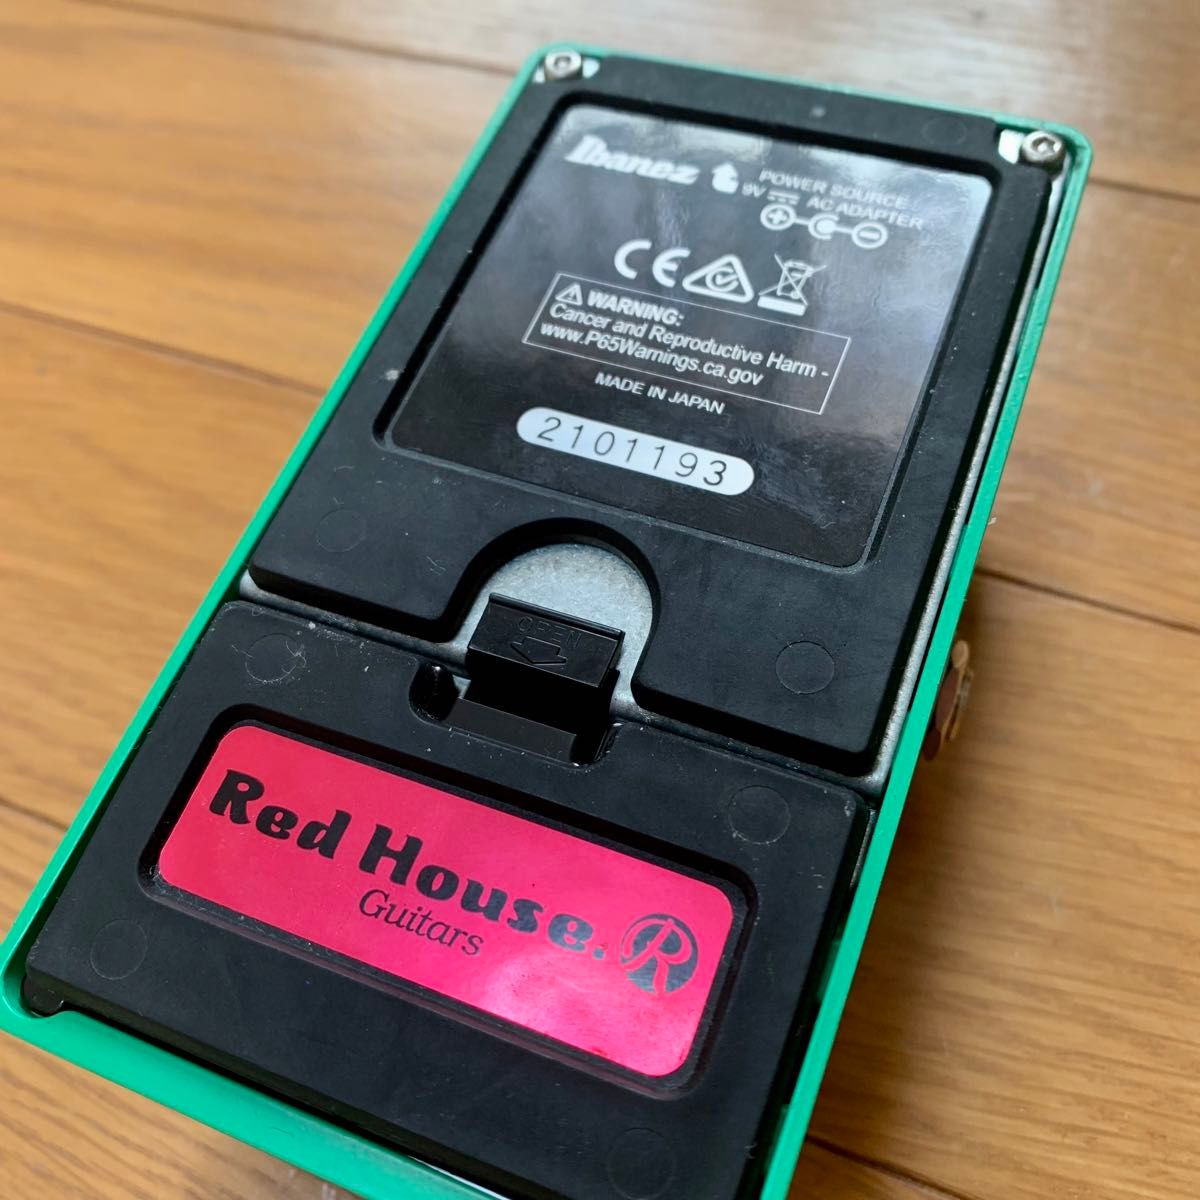 Ibanez t POWER SOURCE
9V AC ADAPTER
CE
WARNING:
Cancer and Reproductive Harm -
www.P65Warnings.ca.gov
MADE IN JAPAN
2101193
OPEN
Red House. R
Guitars